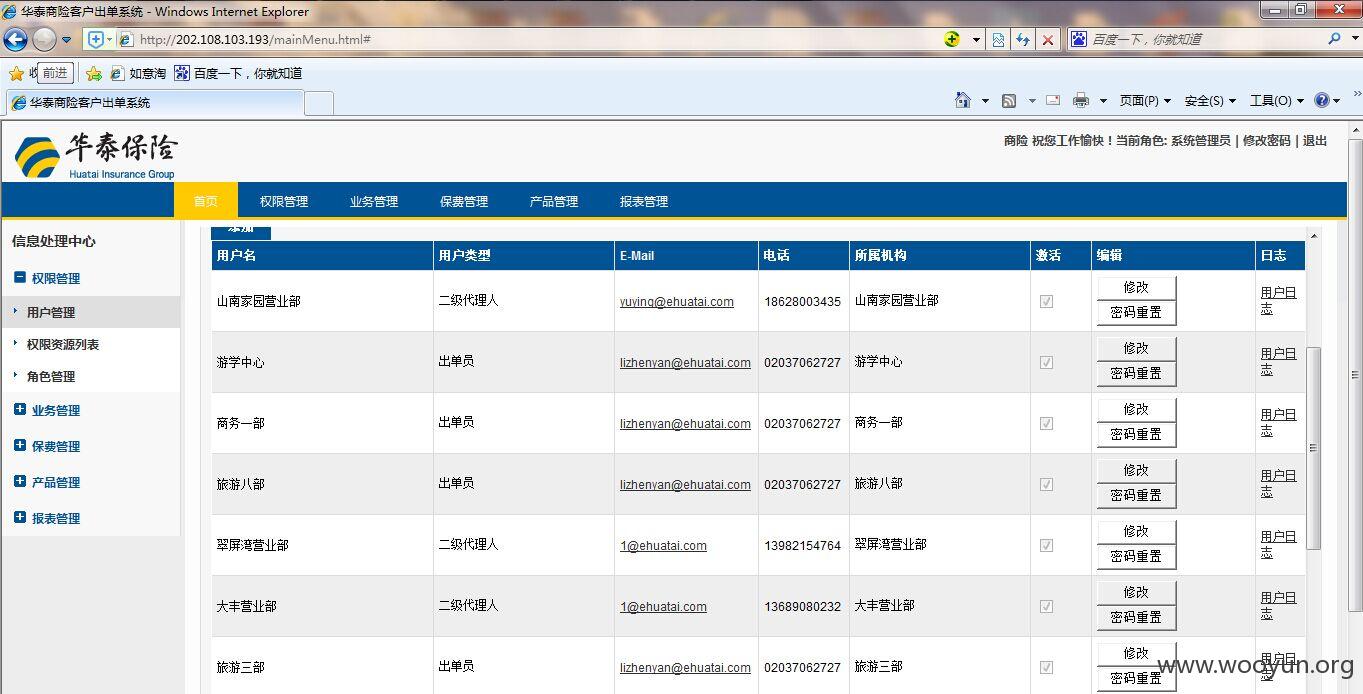 华泰商险客户出单系统 - Windows Internet Explorer
http://202.108.103.193/mainMenu.html#
百度一下，你就知道
收 前进 如意淘 百度一下，你就知道
华泰商险客户出单系统
页面(P) 安全(S) 工具(O)
华泰保险
Huatai Insurance Group
商险 祝您工作愉快！当前角色: 系统管理员 | 修改密码 | 退出
首页 权限管理 业务管理 保费管理 产品管理 报表管理
信息处理中心
权限管理
用户管理
权限资源列表
角色管理
业务管理
保费管理
产品管理
报表管理
添加
用户名 用户类型 E-Mail 电话 所属机构 激活 编辑 日志
山南家园营业部 二级代理人 yuying@ehuatai.com 18628003435 山南家园营业部 修改 密码重置 用户日志
游学中心 出单员 lizhenyan@ehuatai.com 02037062727 游学中心 修改 密码重置 用户日志
商务一部 出单员 lizhenyan@ehuatai.com 02037062727 商务一部 修改 密码重置 用户日志
旅游八部 出单员 lizhenyan@ehuatai.com 02037062727 旅游八部 修改 密码重置 用户日志
翠屏湾营业部 二级代理人 1@ehuatai.com 13982154764 翠屏湾营业部 修改 密码重置 用户日志
大丰营业部 二级代理人 1@ehuatai.com 13689080232 大丰营业部 修改 密码重置 用户日志
旅游三部 出单员 lizhenyan@ehuatai.com 02037062727 旅游三部 修改 密码重置 用户日志
www.wooyun.org